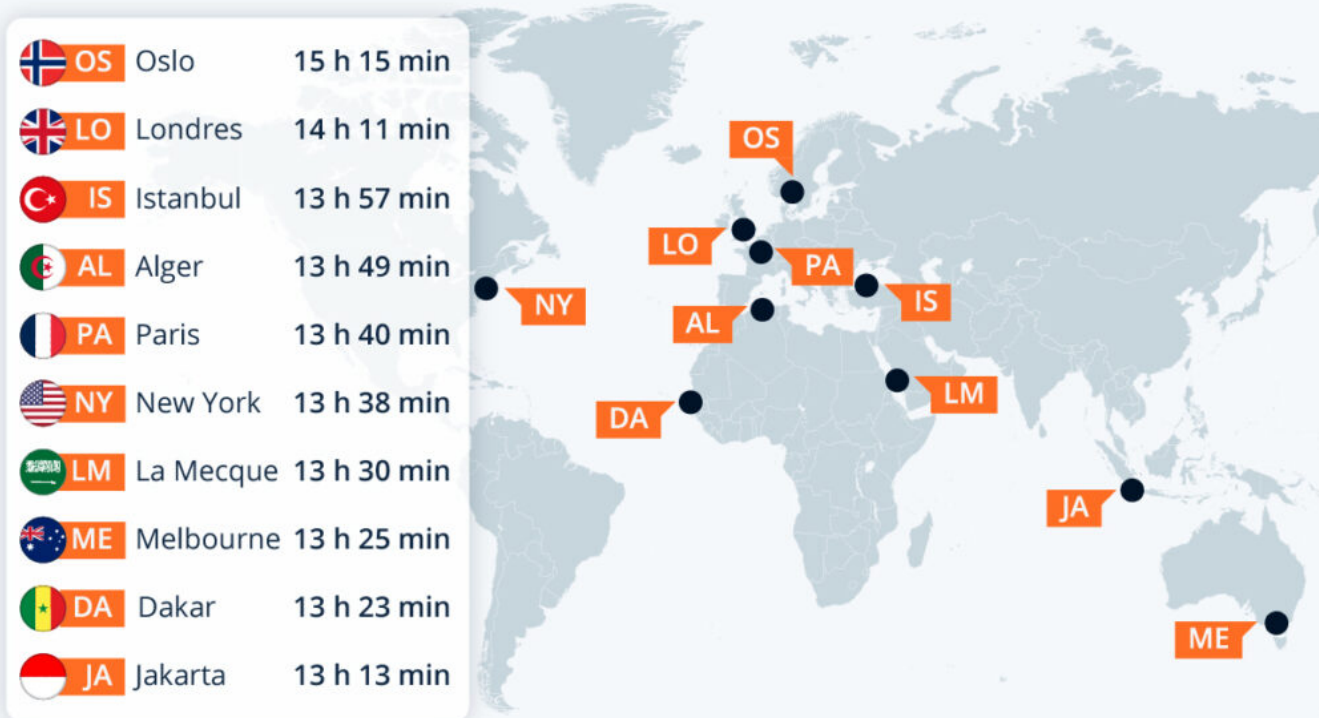 OS Oslo 15 h 15 min
LO Londres 14 h 11 min
IS Istanbul 13 h 57 min
AL Alger 13 h 49 min
PA Paris 13 h 40 min
NY New York 13 h 38 min
LM La Mecque 13 h 30 min
ME Melbourne 13 h 25 min
DA Dakar 13 h 23 min
JA Jakarta 13 h 13 min
OS
LO
PA
NY
IS
AL
LM
DA
JA
ME